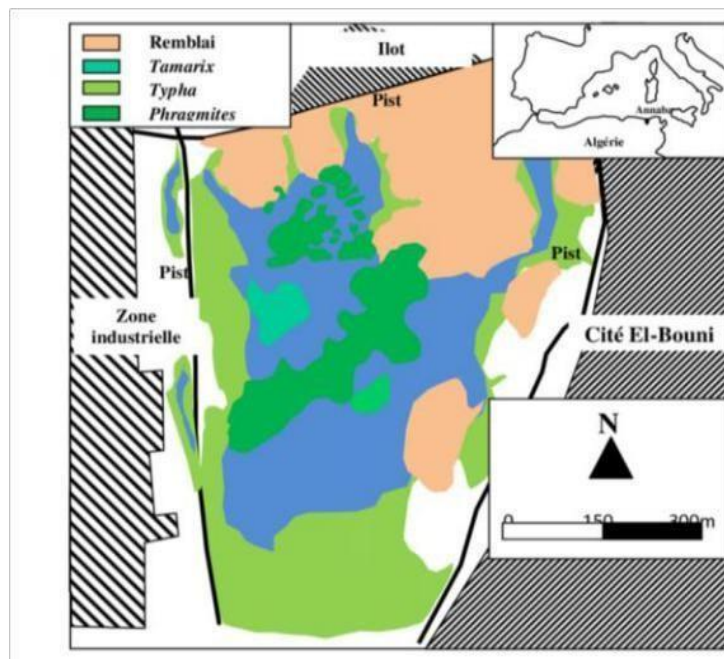 Remblai
Tamarix
Typha
Phragmites
Ilot
Pist
Annaba
Algérie
Pist
Pist
Zone
industrielle
Cité El-Bouni
N
0 150 300m